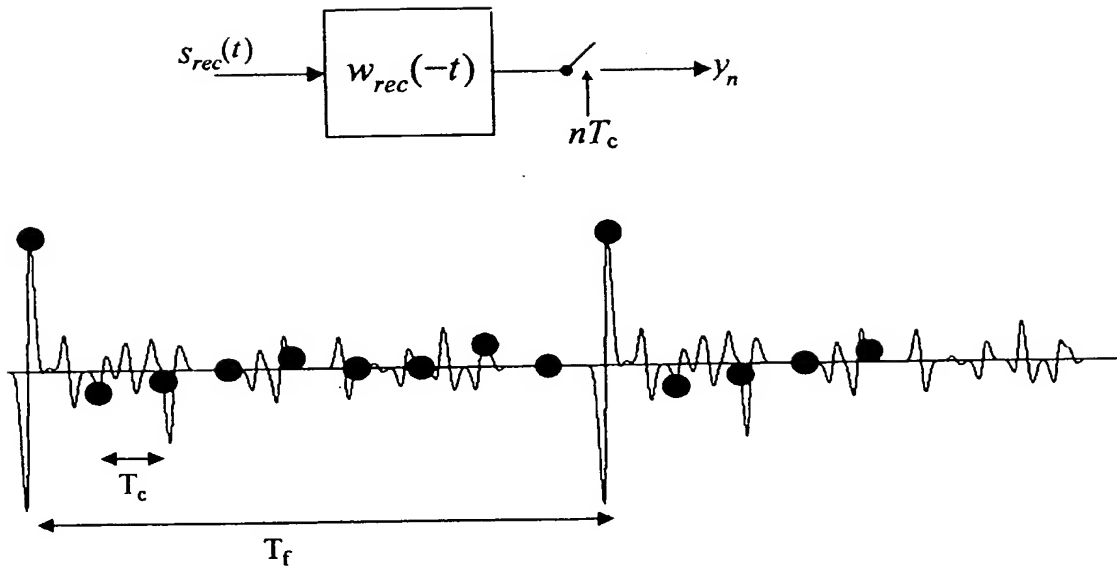 s_rec(t)
w_rec(-t)
y_n
nT_c
T_c
T_f